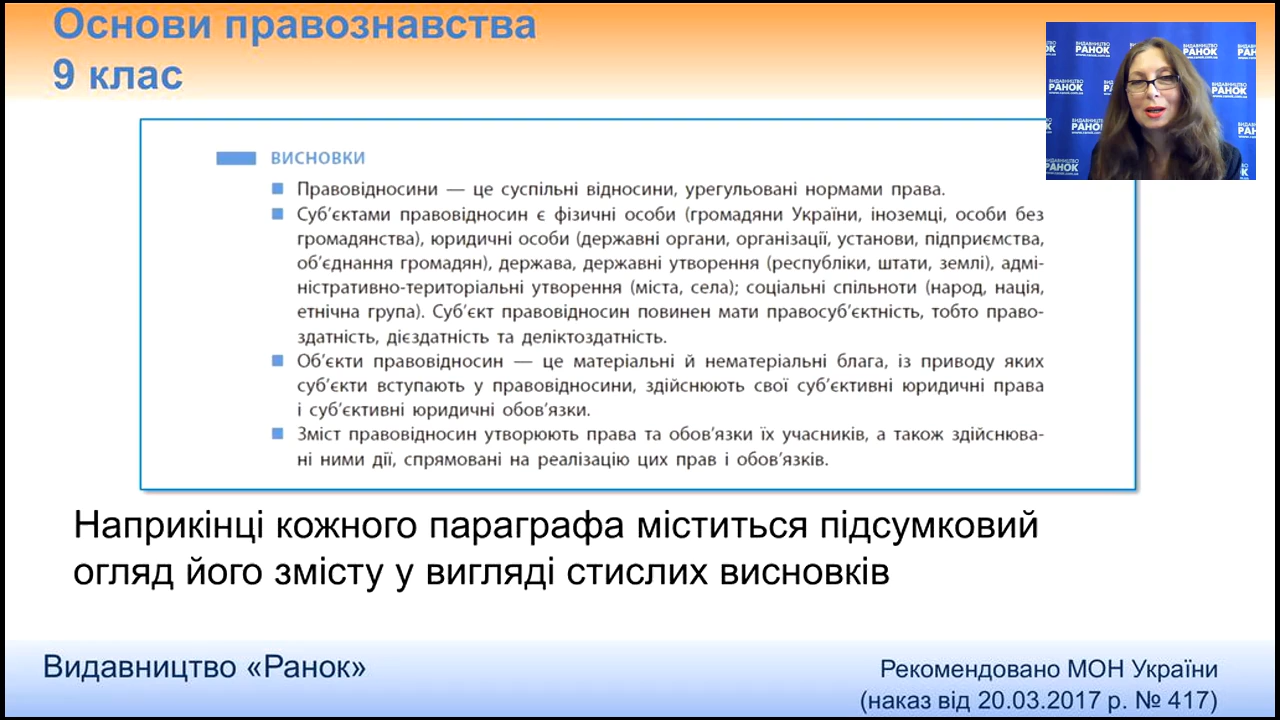 Основи правознавства
9 клас
ВИДАВНИЦТВО
РАНОК
www.ranok.com.ua
ВИСНОВКИ
Правовідносини — це суспільні відносини, урегульовані нормами права.
Суб’єктами правовідносин є фізичні особи (громадяни України, іноземці, особи без
громадянства), юридичні особи (державні органи, організації, установи, підприємства,
об’єднання громадян), держава, державні утворення (республіки, штати, землі), адмі-
ністративно-територіальні утворення (міста, села); соціальні спільноти (народ, нація,
етнічна група). Суб’єкт правовідносин повинен мати правосуб’єктність, тобто право-
здатність, дієздатність та деліктоздатність.
Об’єкти правовідносин — це матеріальні й нематеріальні блага, із приводу яких
суб’єкти вступають у правовідносини, здійснюють свої суб’єктивні юридичні права
і суб’єктивні юридичні обов’язки.
Зміст правовідносин утворюють права та обов’язки їх учасників, а також здійснюва-
ні ними дії, спрямовані на реалізацію цих прав і обов’язків.
Наприкінці кожного параграфа міститься підсумковий
огляд його змісту у вигляді стислих висновків
Видавництво «Ранок»
Рекомендовано МОН України
(наказ від 20.03.2017 р. № 417)